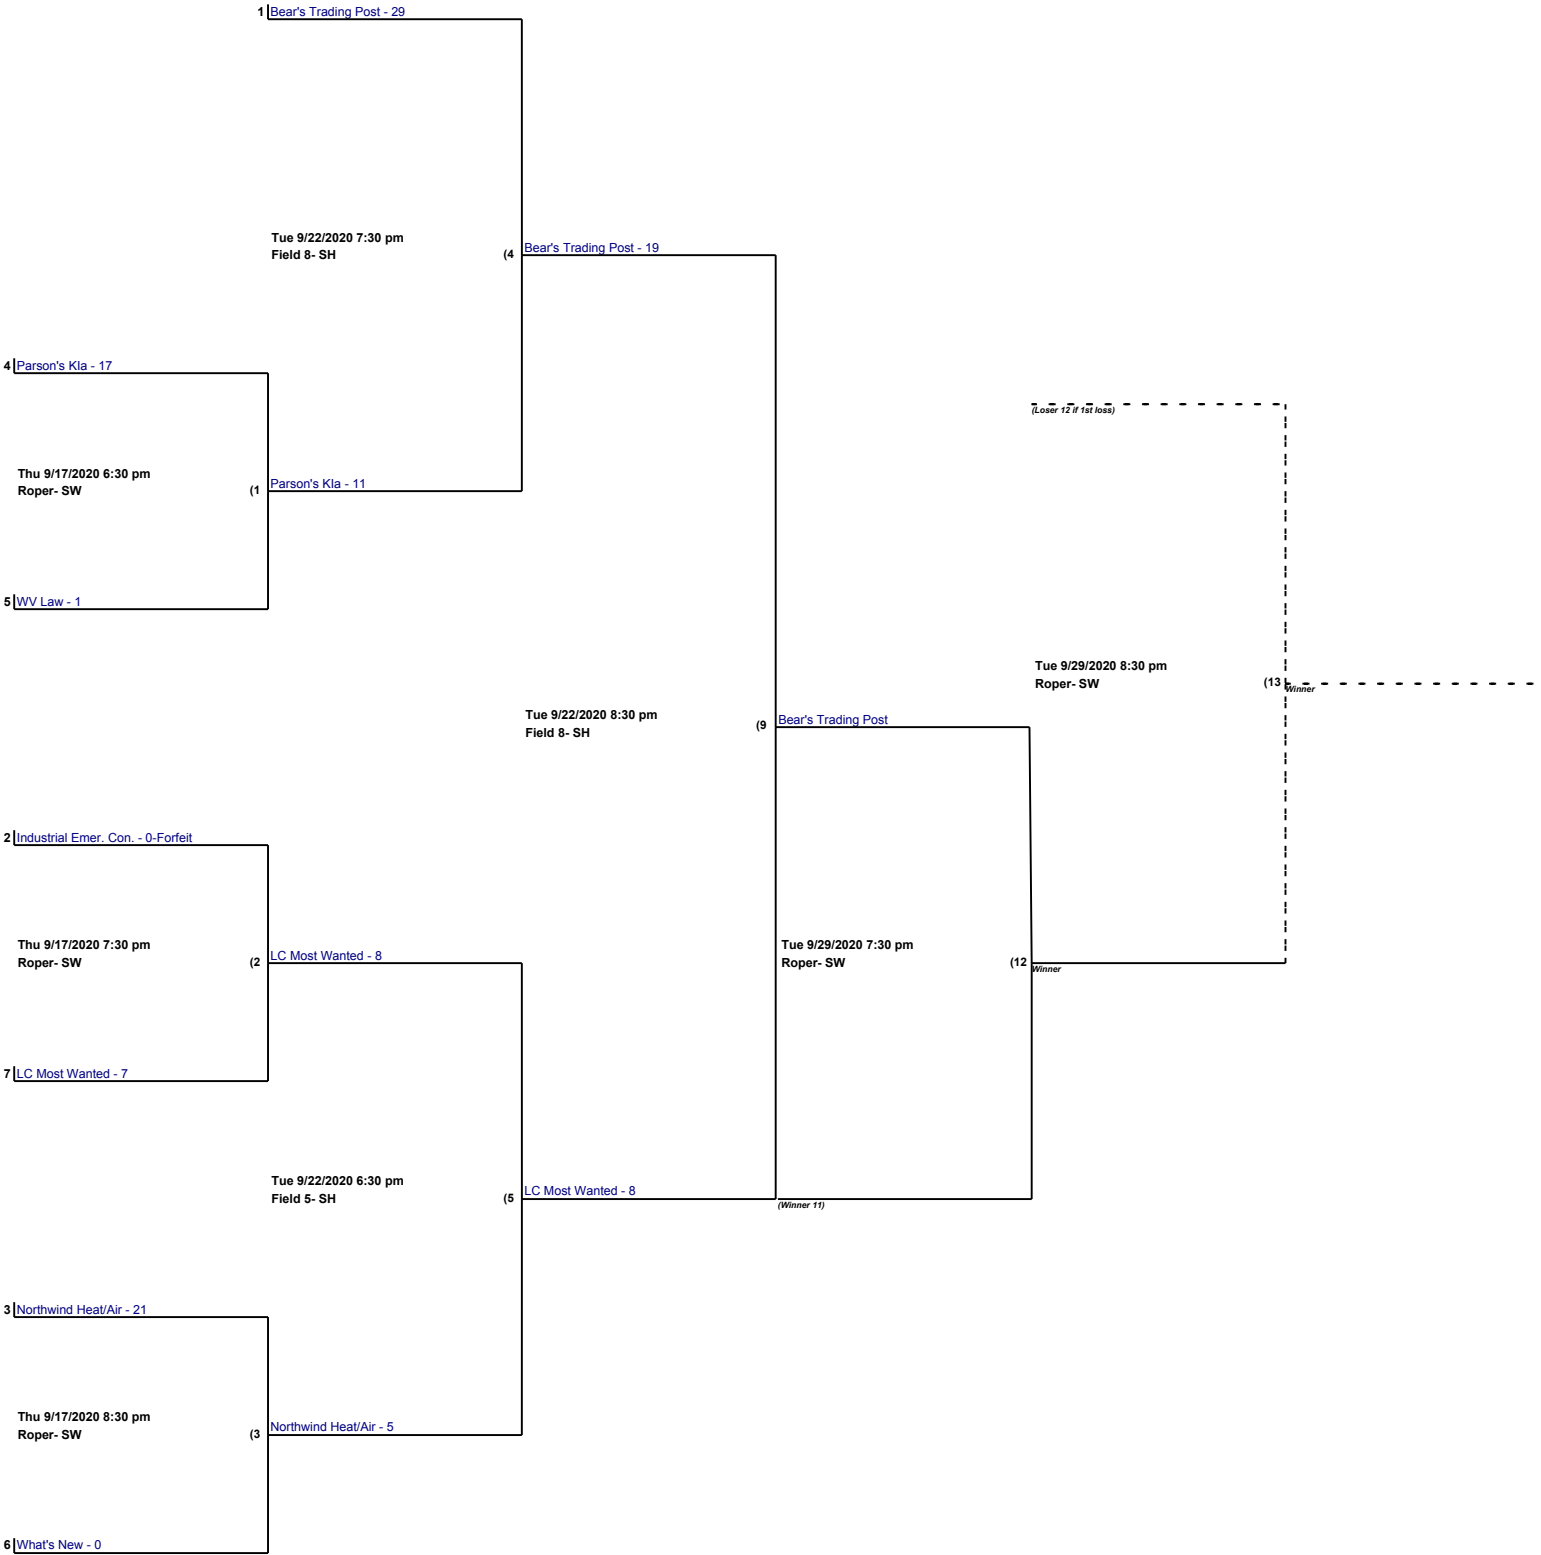 1 Bear's Trading Post - 29
Tue 9/22/2020 7:30 pm
Field 8- SH
(4
Bear's Trading Post - 19
4 Parson's Kla - 17
(Loser 12 if 1st loss)
Thu 9/17/2020 6:30 pm
Roper- SW
(1
Parson's Kla - 11
5 WV Law - 1
Tue 9/29/2020 8:30 pm
Roper- SW
(13
Winner
Tue 9/22/2020 8:30 pm
Field 8- SH
(9
Bear's Trading Post
2 Industrial Emer. Con. - 0-Forfeit
Thu 9/17/2020 7:30 pm
Roper- SW
(2
LC Most Wanted - 8
Tue 9/29/2020 7:30 pm
Roper- SW
(12
Winner
7 LC Most Wanted - 7
Tue 9/22/2020 6:30 pm
Field 5- SH
(5
LC Most Wanted - 8
(Winner 11)
3 Northwind Heat/Air - 21
Thu 9/17/2020 8:30 pm
Roper- SW
(3
Northwind Heat/Air - 5
6 What's New - 0